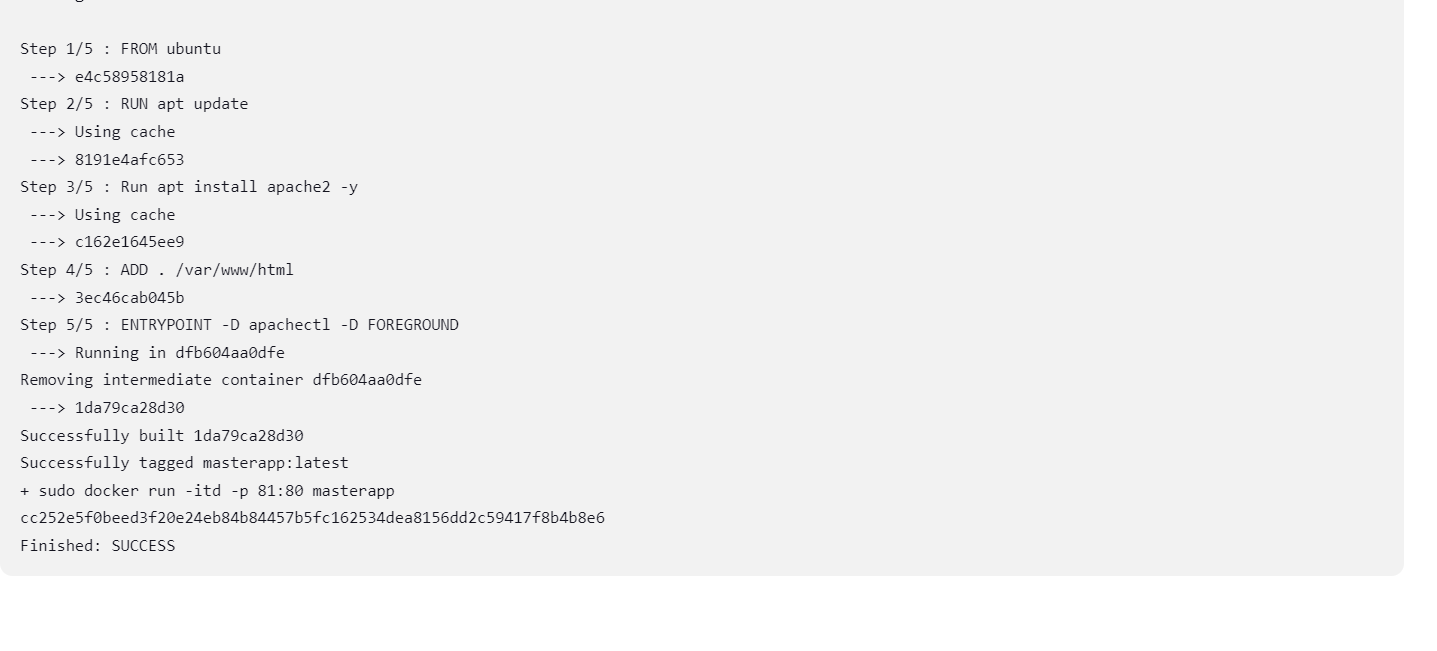 Step 1/5 : FROM ubuntu
---> e4c58958181a
Step 2/5 : RUN apt update
---> Using cache
---> 8191e4afc653
Step 3/5 : Run apt install apache2 -y
---> Using cache
---> c162e1645ee9
Step 4/5 : ADD . /var/www/html
---> 3ec46cab045b
Step 5/5 : ENTRYPOINT -D apachectl -D FOREGROUND
---> Running in dfb604aa0dfe
Removing intermediate container dfb604aa0dfe
---> 1da79ca28d30
Successfully built 1da79ca28d30
Successfully tagged masterapp:latest
+ sudo docker run -itd -p 81:80 masterapp
cc252e5f0beed3f20e24eb84b84457b5fc162534dea8156dd2c59417f8b4b8e6
Finished: SUCCESS